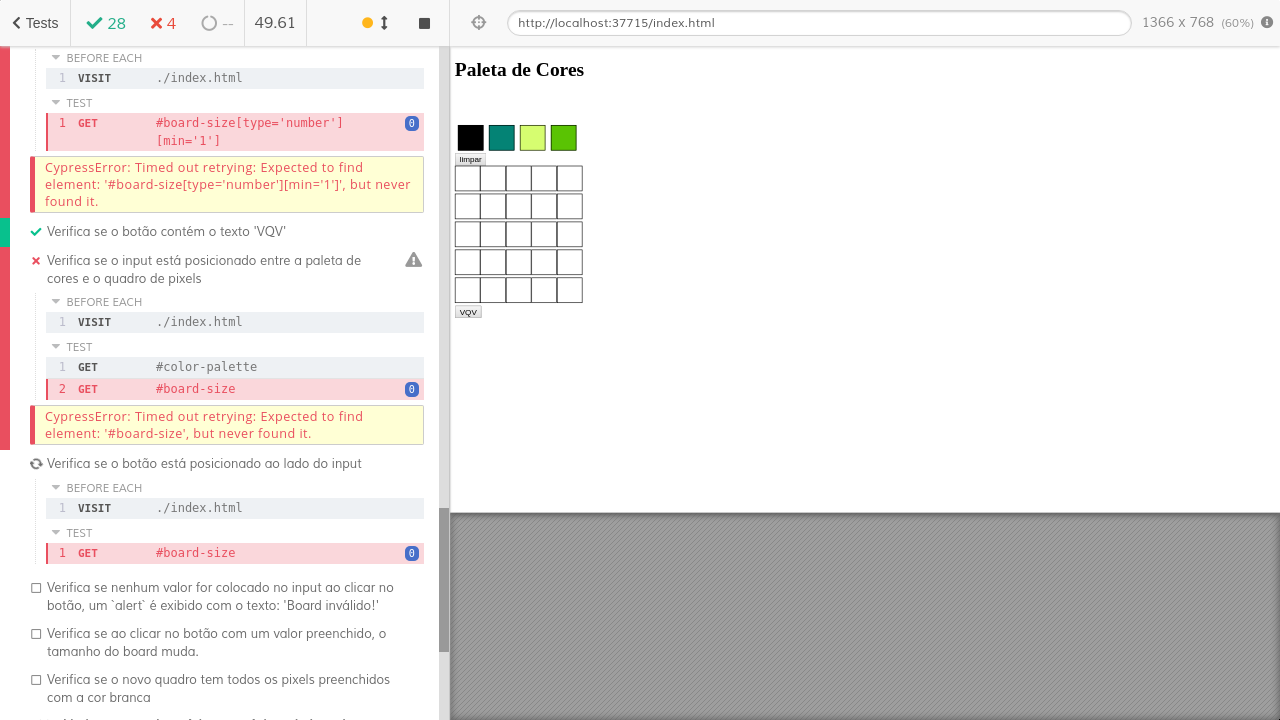 Tests
28
4
--
49.61
http://localhost:37715/index.html
1366 x 768 (60%)
BEFORE EACH
1 VISIT ./index.html
TEST
1 GET #board-size[type='number']
[min='1'] 0
CypressError: Timed out retrying: Expected to find
element: '#board-size[type='number'][min='1']', but never
found it.
Verifica se o botão contém o texto 'VQV'
Verifica se o input está posicionado entre a paleta de
cores e o quadro de pixels
BEFORE EACH
1 VISIT ./index.html
TEST
1 GET #color-palette
2 GET #board-size 0
CypressError: Timed out retrying: Expected to find
element: '#board-size', but never found it.
Verifica se o botão está posicionado ao lado do input
BEFORE EACH
1 VISIT ./index.html
TEST
1 GET #board-size 0
Verifica se nenhum valor for colocado no input ao clicar no
botão, um `alert` é exibido com o texto: 'Board inválido!'
Verifica se ao clicar no botão com um valor preenchido, o
tamanho do board muda.
Verifica se o novo quadro tem todos os pixels preenchidos
com a cor branca
Paleta de Cores
limpar
VQV